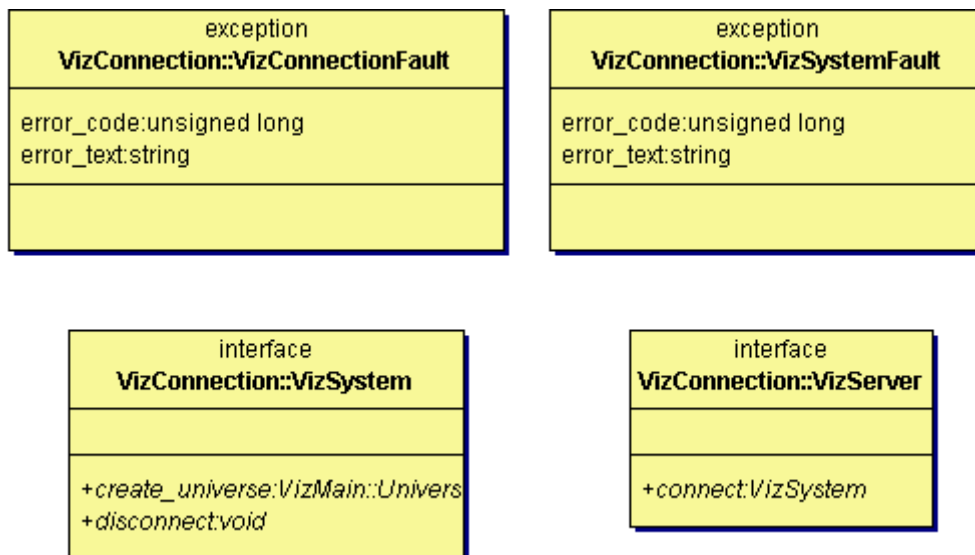 exception
VizConnection::VizConnectionFault
error_code:unsigned long
error_text:string
exception
VizConnection::VizSystemFault
error_code:unsigned long
error_text:string
interface
VizConnection::VizSystem
+create_universe:VizMain::Univers
+disconnect:void
interface
VizConnection::VizServer
+connect:VizSystem